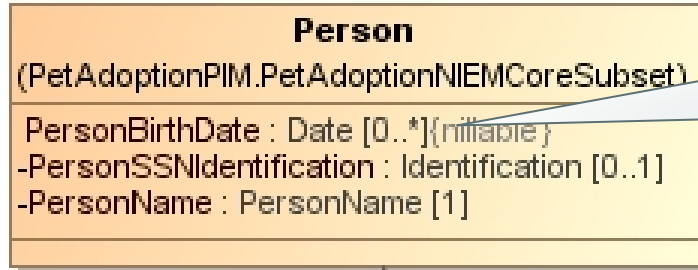 Person
(PetAdoptionPIM.PetAdoptionNIEMCoreSubset)
PersonBirthDate : Date [0..*]{nillable}
-PersonSSNIdentification : Identification [0..1]
-PersonName : PersonName [1]